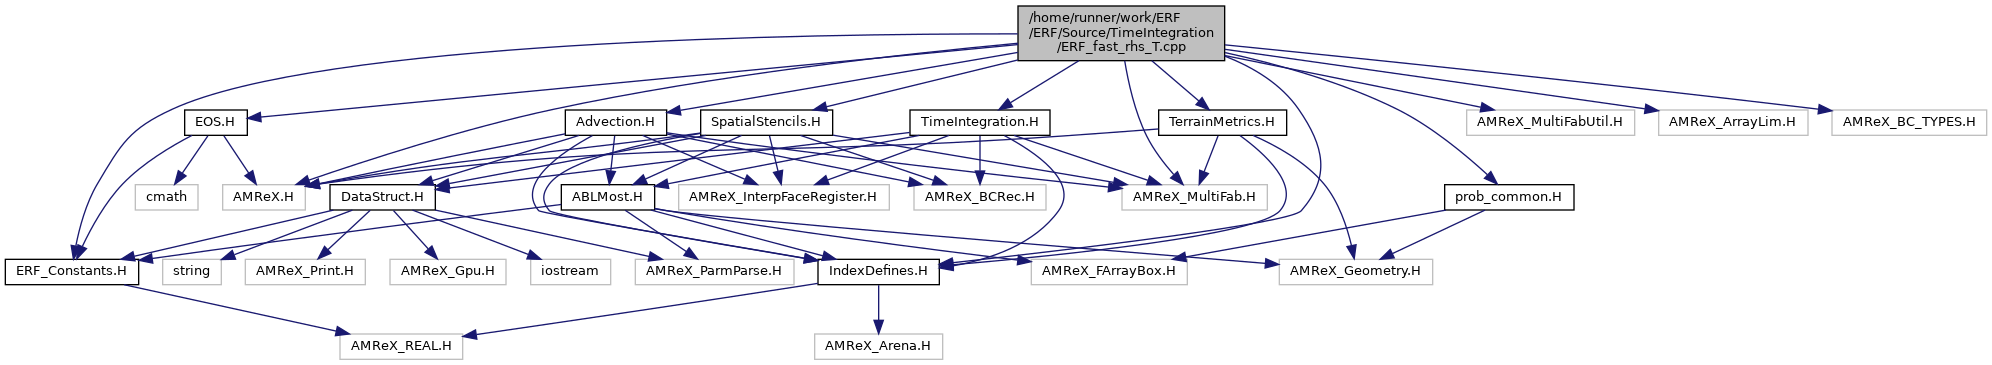 /home/runner/work/ERF
/ERF/Source/TimeIntegration
/ERF_fast_rhs_T.cpp
EOS.H
Advection.H
SpatialStencils.H
TimeIntegration.H
TerrainMetrics.H
AMReX_MultiFabUtil.H
AMReX_ArrayLim.H
AMReX_BC_TYPES.H
cmath
AMReX.H
DataStruct.H
ABLMost.H
AMReX_InterpFaceRegister.H
AMReX_BCRec.H
AMReX_MultiFab.H
prob_common.H
ERF_Constants.H
string
AMReX_Print.H
AMReX_Gpu.H
iostream
AMReX_ParmParse.H
IndexDefines.H
AMReX_FArrayBox.H
AMReX_Geometry.H
AMReX_REAL.H
AMReX_Arena.H